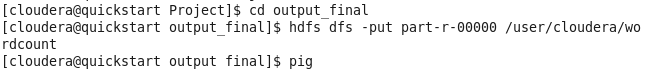 [cloudera@quickstart Project]$ cd output_final
[cloudera@quickstart output_final]$ hdfs dfs -put part-r-00000 /user/cloudera/wo
rdcount
[cloudera@quickstart output_final]$ pig